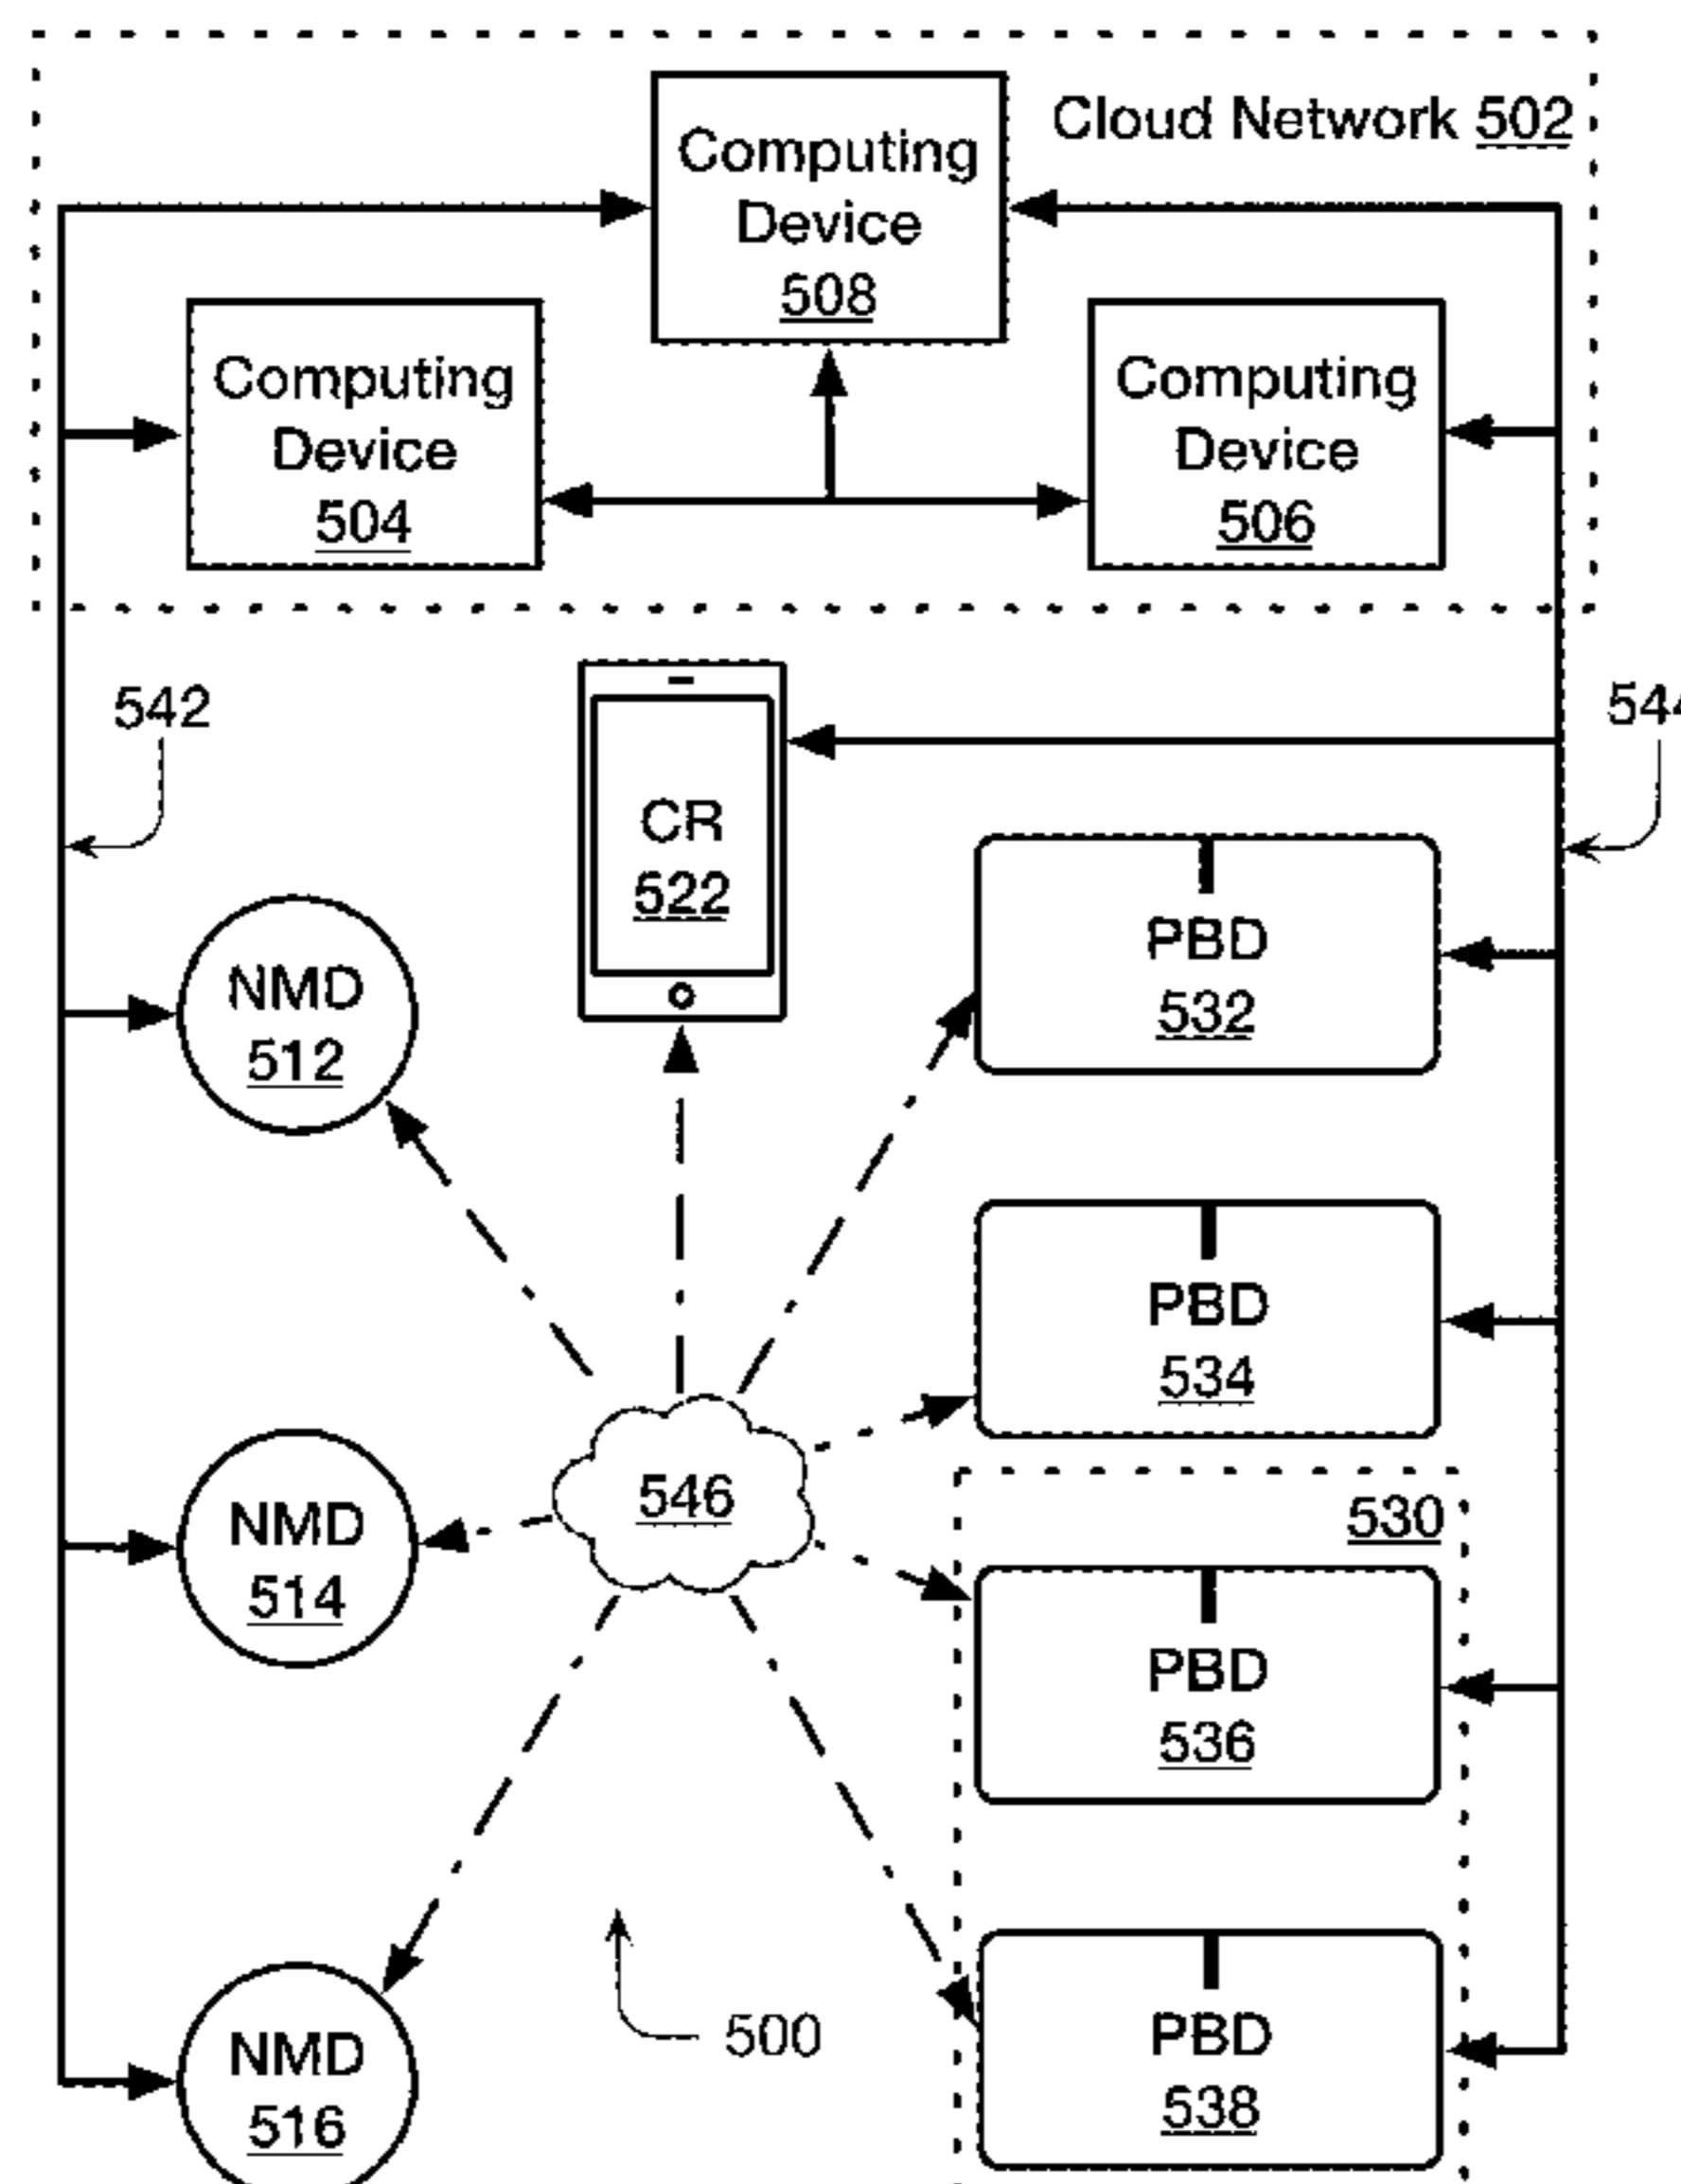 Cloud Network 502
Computing
Device
508
Computing
Device
504
Computing
Device
506
542
CR
522
NMD
512
PBD
532
PBD
534
546
NMD
514
530
PBD
536
500
NMD
516
PBD
538